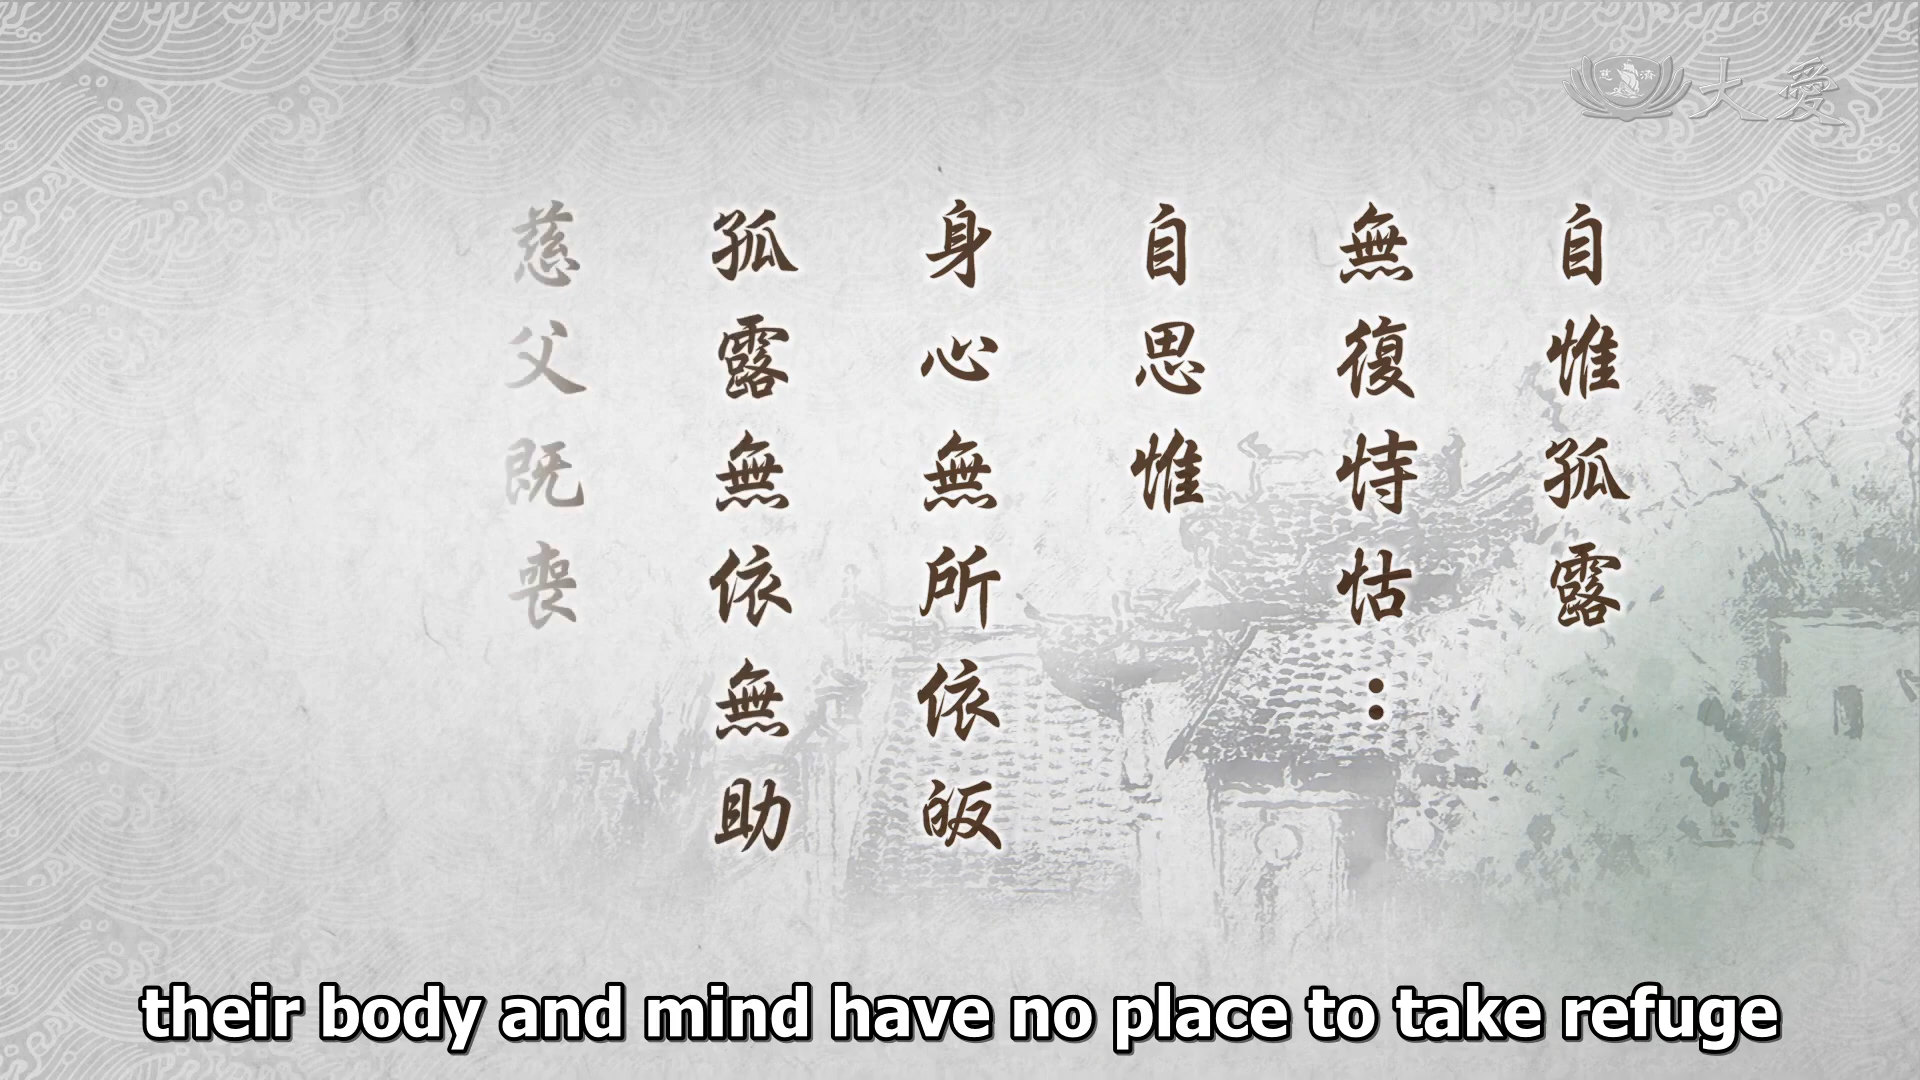 慈濟
大愛
自惟孤露
無復恃怙：
自思惟
身心無所依皈
孤露無依無助
慈父既喪
their body and mind have no place to take refuge